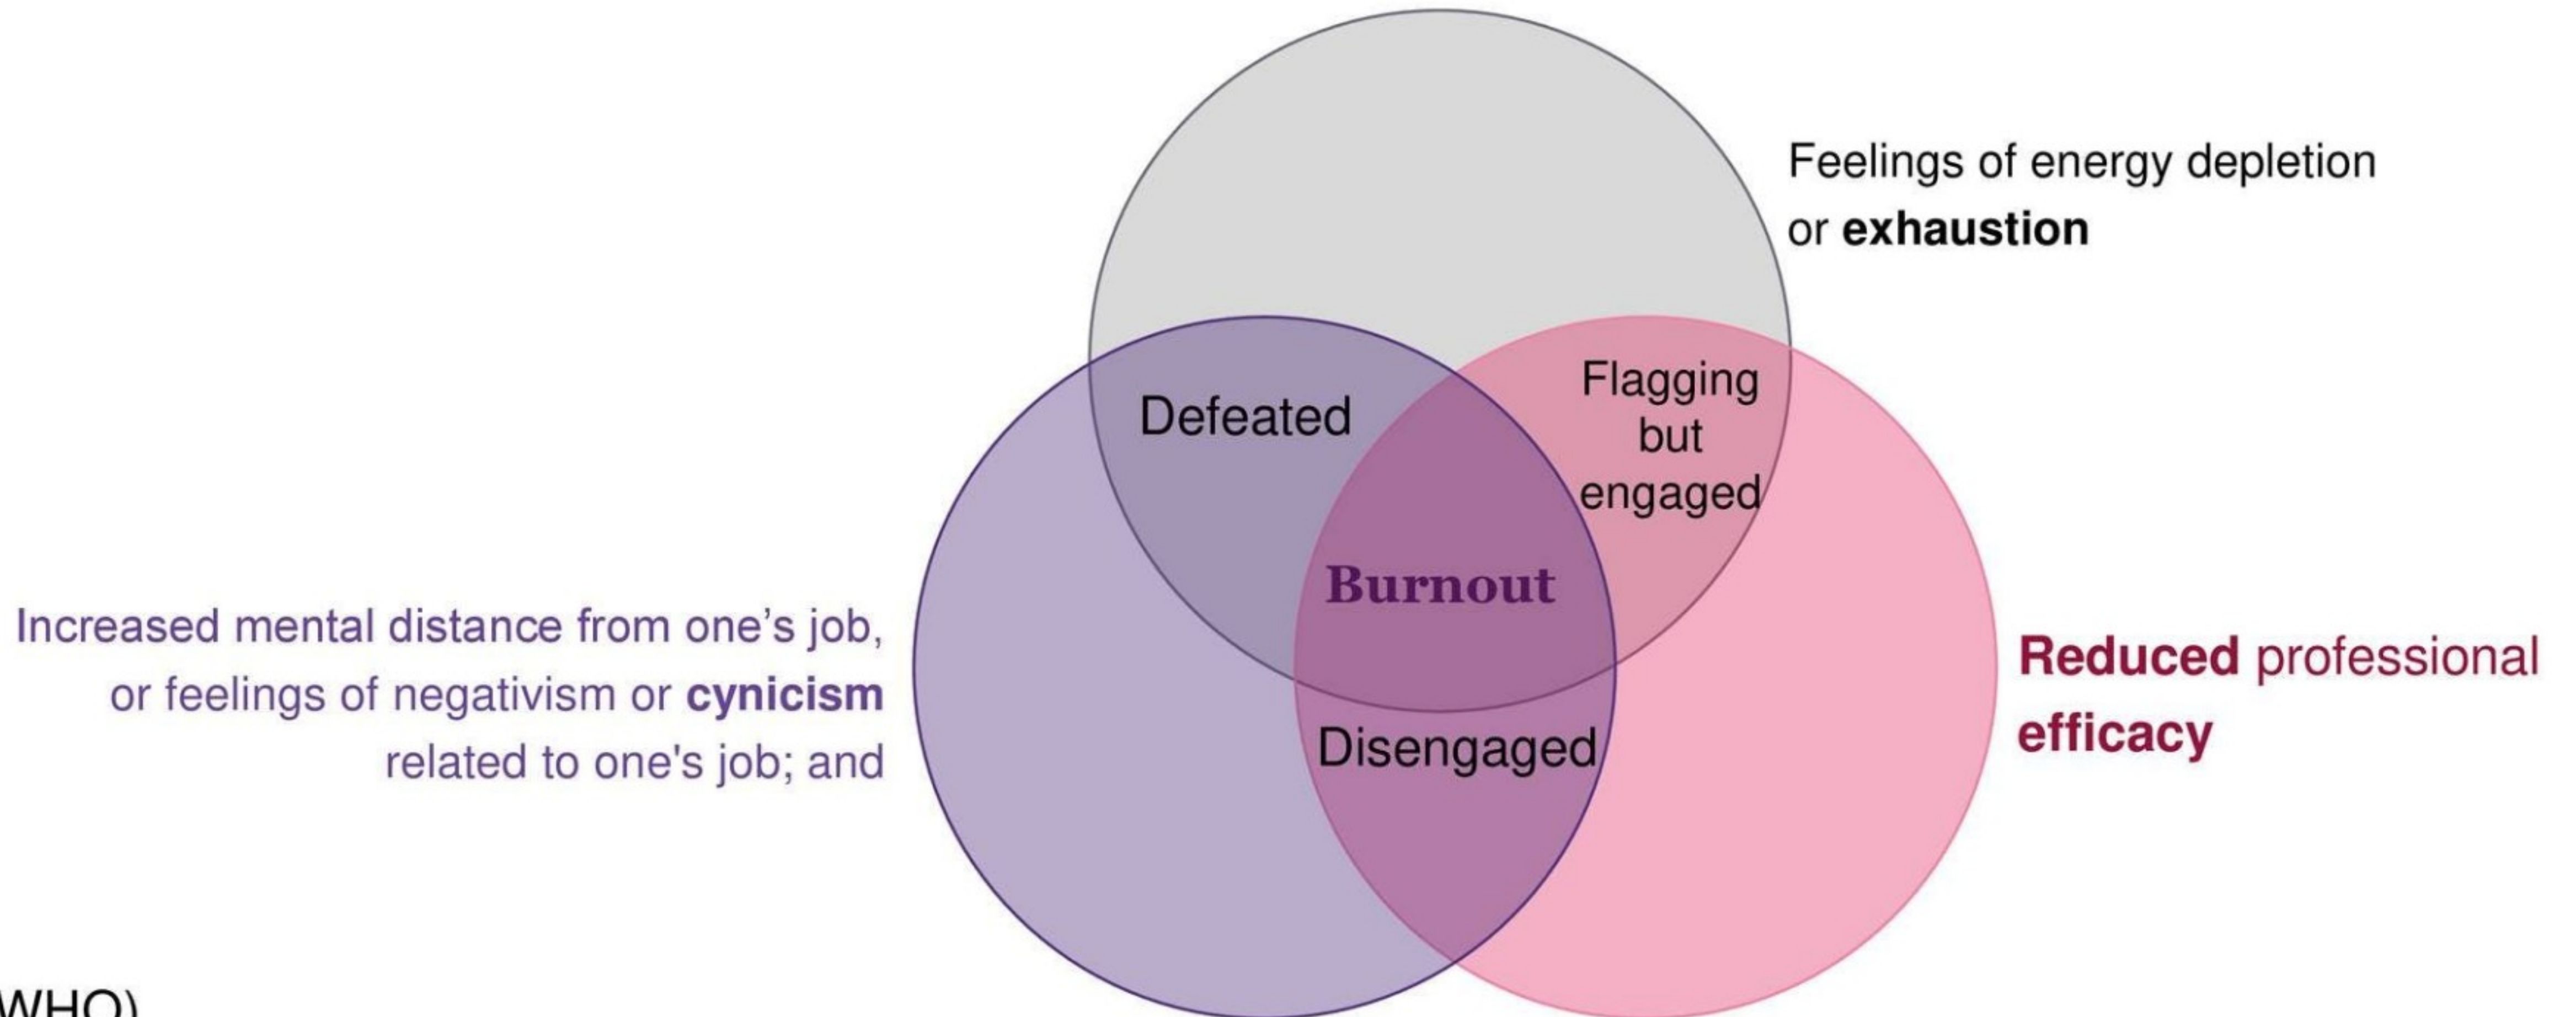 Feelings of energy depletion
or exhaustion
Defeated
Flagging
but
engaged
Burnout
Increased mental distance from one’s job,
or feelings of negativism or cynicism
related to one's job; and
Reduced professional
efficacy
Disengaged
WHO)